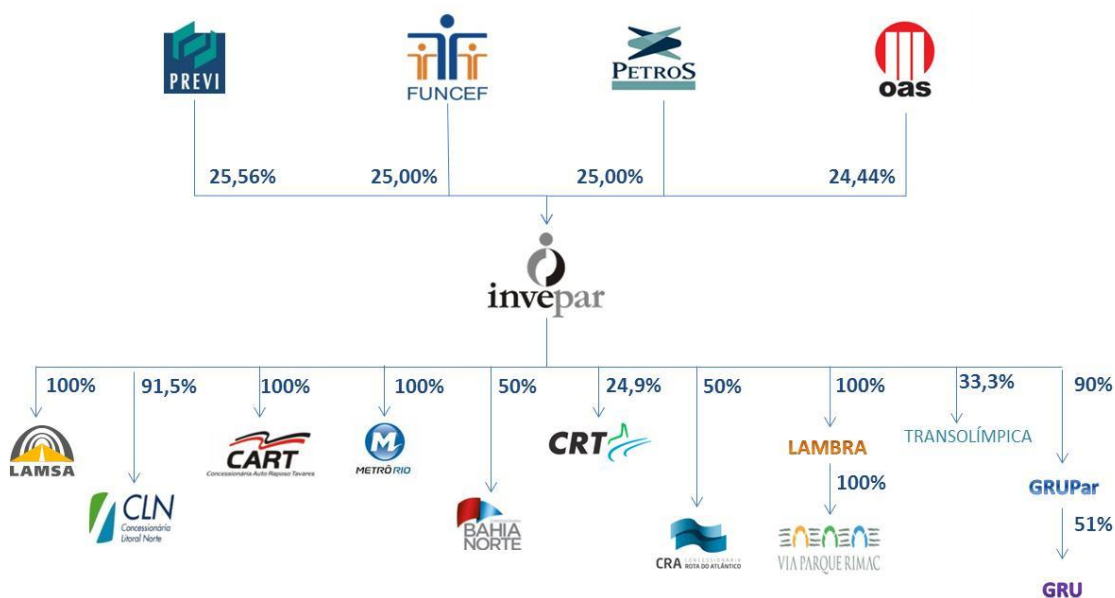 PREVI
FUNCEF
PETROS
oas
25,56%
25,00%
25,00%
24,44%
invepar
100%
91,5%
100%
100%
50%
24,9%
50%
100%
33,3%
90%
LAMSA
CART
Concessionária Auto Raposo Tavares
M
METRÔRIO
CRT
LAMBRA
TRANSOLÍMPICA
CLN
Concessionária
Litoral Norte
BAHIA
NORTE
CRA CONCESSIONÁRIA
ROTA DO ATLÂNTICO
100%
VIA PARQUE RIMAC
GRUPar
51%
GRU